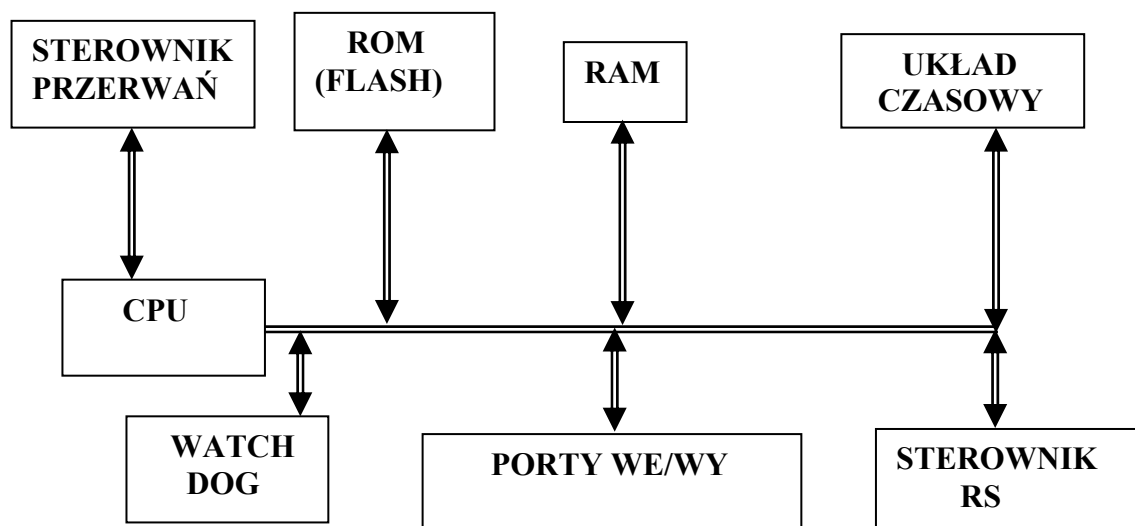 STEROWNIK
PRZERWAŃ
ROM
(FLASH)
RAM
UKŁAD
CZASOWY
CPU
WATCH
DOG
PORTY WE/WY
STEROWNIK
RS